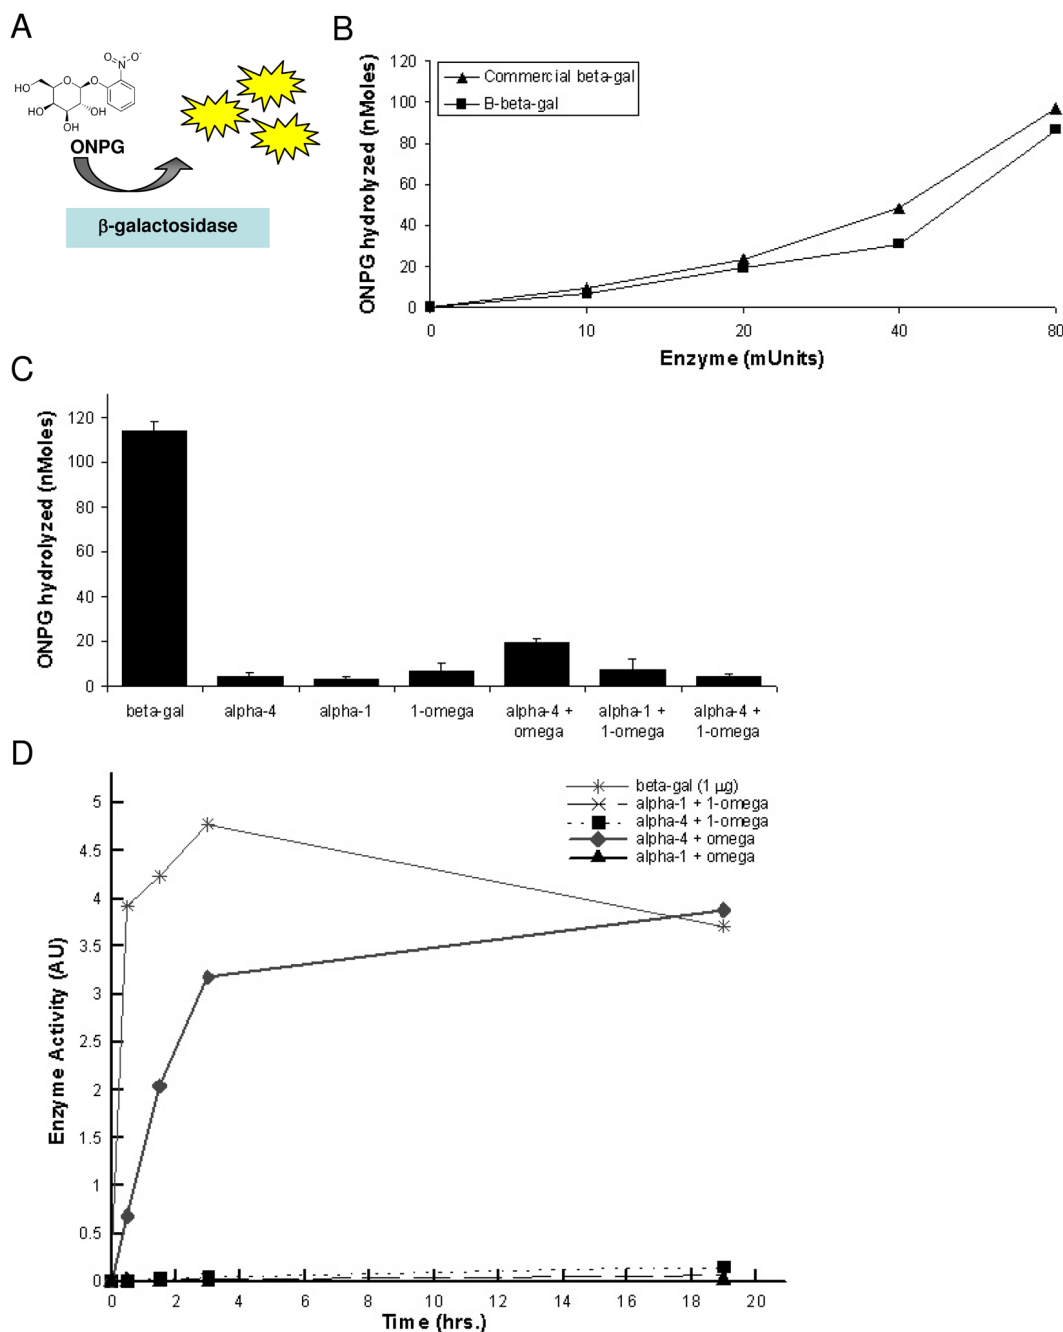 A
O N+ O-
HO O O
HO OH
OH
ONPG
β-galactosidase
B
ONPG hydrolyzed (nMoles)
120
100
80
60
40
20
0
Commercial beta-gal
B-beta-gal
0 10 20 40 80
Enzyme (mUnits)
C
ONPG hydrolyzed (nMoles)
120
100
80
60
40
20
0
beta-gal alpha-4 alpha-1 1-omega alpha-4 + omega alpha-1 + 1-omega alpha-4 + 1-omega
D
Enzyme Activity (AU)
5
4.5
4
3.5
3
2.5
2
1
0.5
0
beta-gal (1 µg)
alpha-1 + 1-omega
alpha-4 + 1-omega
alpha-4 + omega
alpha-1 + omega
0 2 4 6 8 10 12 14 16 18 20
Time (hrs.)